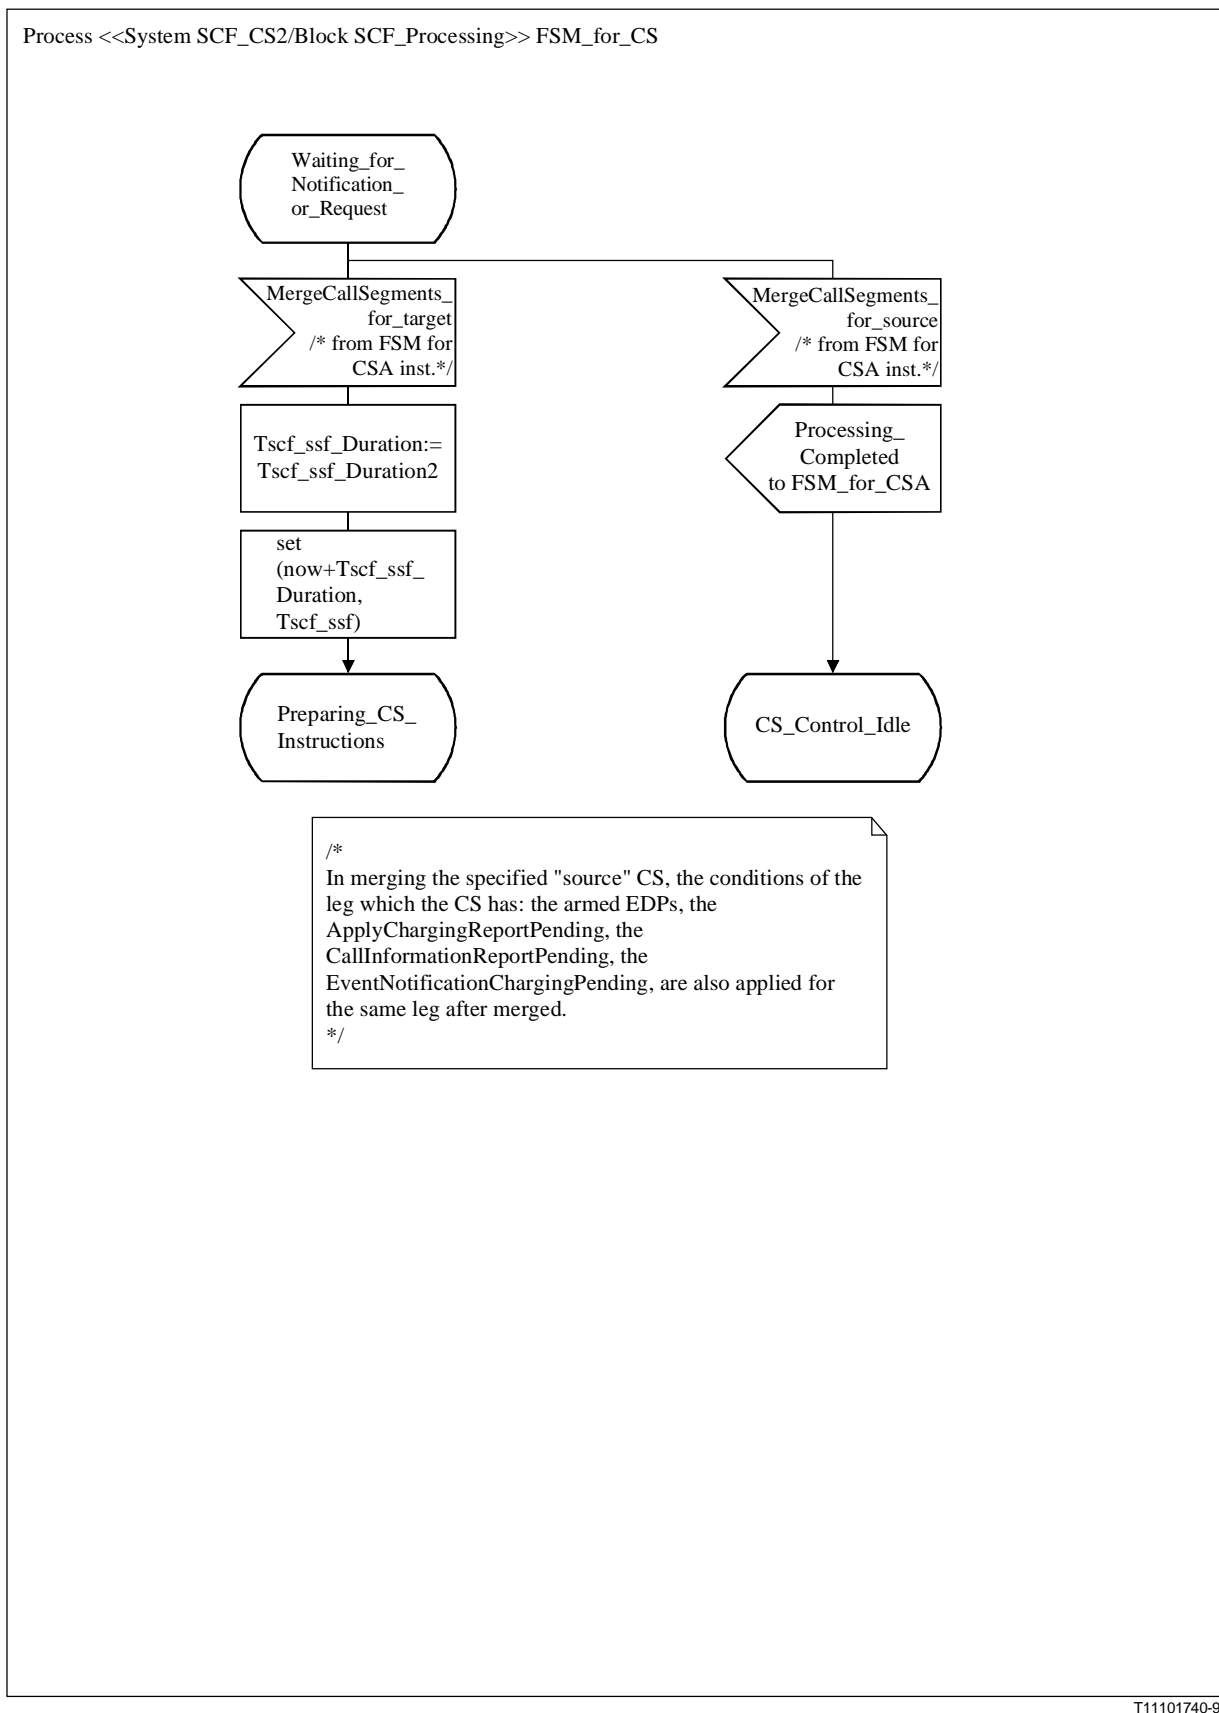 Process <<System SCF_CS2/Block SCF_Processing>> FSM_for_CS
Waiting_for_
Notification_
or_Request
MergeCallSegments_
for_target
/* from FSM for
CSA inst.*/
MergeCallSegments_
for_source
/* from FSM for
CSA inst.*/
Tscf_ssf_Duration:=
Tscf_ssf_Duration2
Processing_
Completed
to FSM_for_CSA
set
(now+Tscf_ssf_
Duration,
Tscf_ssf)
Preparing_CS_
Instructions
CS_Control_Idle
/*
In merging the specified "source" CS, the conditions of the
leg which the CS has: the armed EDPs, the
ApplyChargingReportPending, the
CallInformationReportPending, the
EventNotificationChargingPending, are also applied for
the same leg after merged.
*/
T11101740-9